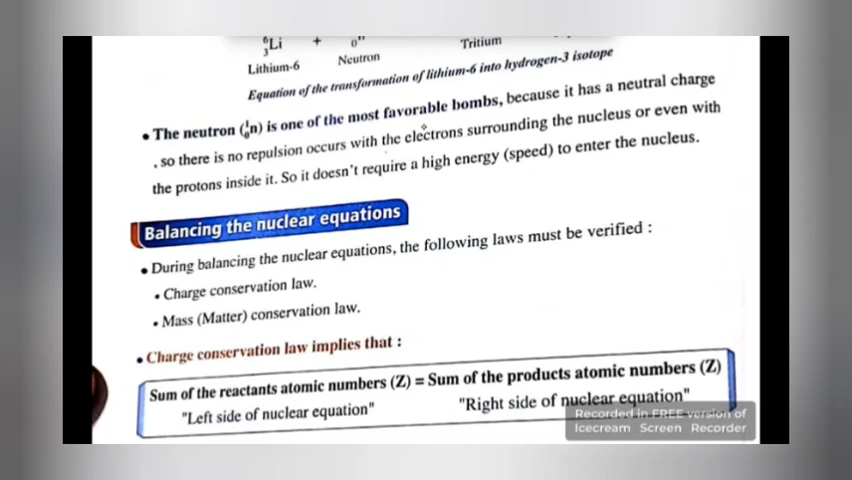 ⁶₃Li + ₀n
Lithium-6 Neutron Tritium
Equation of the transformation of lithium-6 into hydrogen-3 isotope
• The neutron (¹₀n) is one of the most favorable bombs, because it has a neutral charge
, so there is no repulsion occurs with the electrons surrounding the nucleus or even with
the protons inside it. So it doesn't require a high energy (speed) to enter the nucleus.
Balancing the nuclear equations
• During balancing the nuclear equations, the following laws must be verified :
• Charge conservation law.
• Mass (Matter) conservation law.
• Charge conservation law implies that :
Sum of the reactants atomic numbers (Z) = Sum of the products atomic numbers (Z)
"Left side of nuclear equation" "Right side of nuclear equation"
Recorded in FREE version of
Icecream Screen Recorder